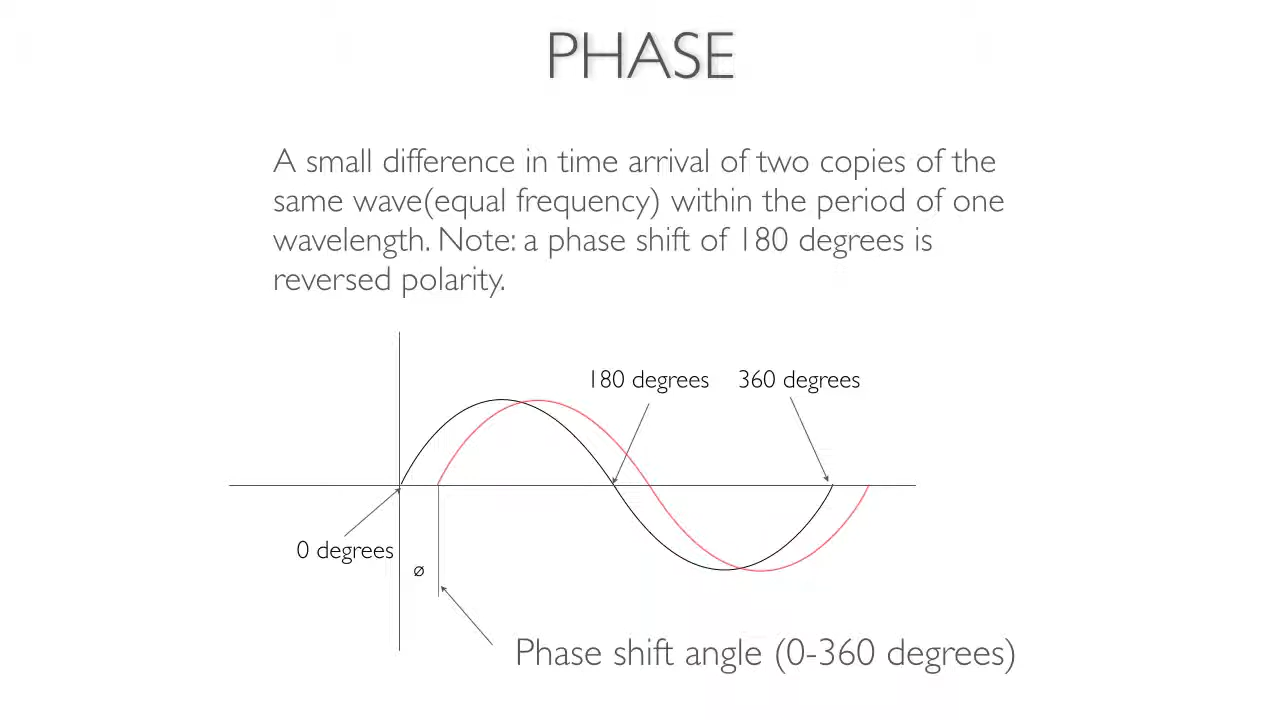 PHASE
A small difference in time arrival of two copies of the
same wave(equal frequency) within the period of one
wavelength. Note: a phase shift of 180 degrees is
reversed polarity.
180 degrees
360 degrees
0 degrees
ø
Phase shift angle (0-360 degrees)